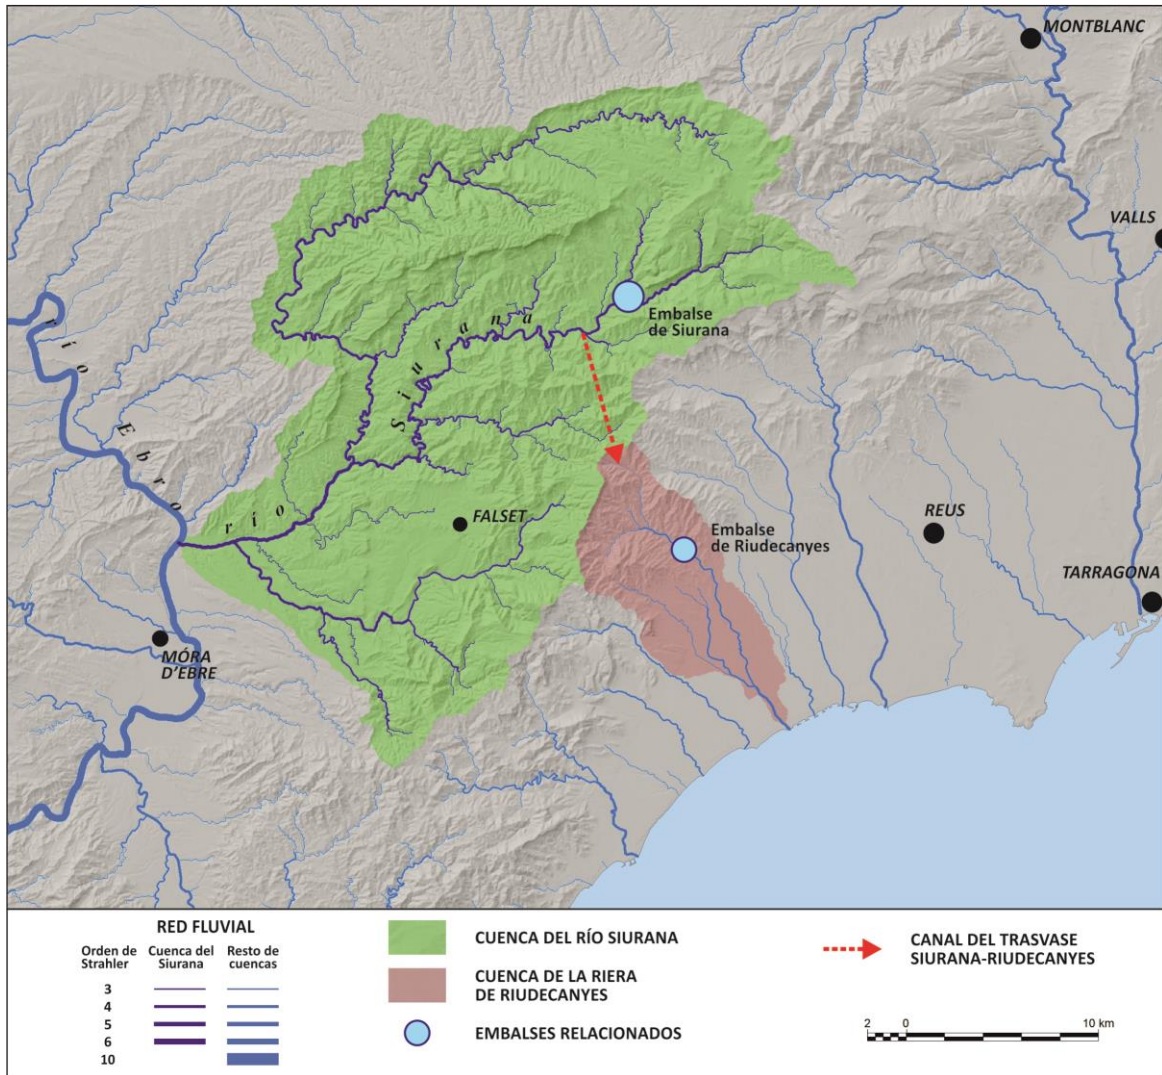 MONTBLANC
VALLS
Embalse
de Siurana
río Ebro
río Siurana
FALSET
Embalse
de Riudecanyes
REUS
TARRAGONA
MÓRA
D'EBRE
RED FLUVIAL
Orden de
Strahler
Cuenca del
Siurana
Resto de
cuencas
3
4
5
6
10
CUENCA DEL RÍO SIURANA
CUENCA DE LA RIERA
DE RIUDECANYES
EMBALSES RELACIONADOS
CANAL DEL TRASVASE
SIURANA-RIUDECANYES
2 0 10 km